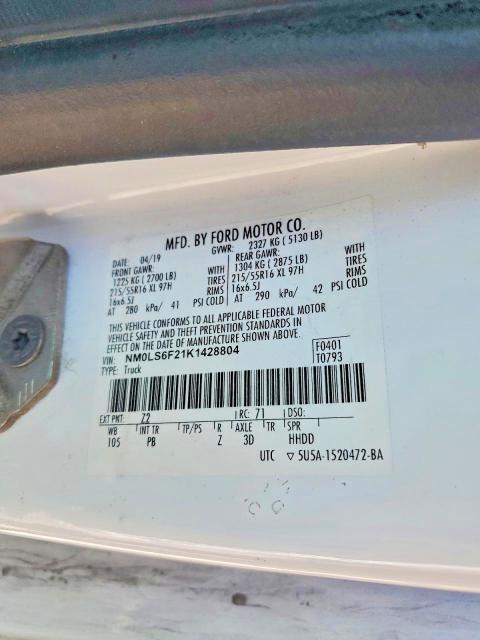 MFD. BY FORD MOTOR CO.
DATE: 04/19 GVWR: 2327 KG ( 5130 LB)
FRONT GAWR: WITH REAR GAWR: WITH
1225 KG ( 2700 LB) TIRES 1304 KG ( 2875 LB) TIRES
215/55R16 XL 97H RIMS 215/55R16 XL 97H RIMS
16x6.5J 16x6.5J
AT 280 kPa/ 41 PSI COLD AT 290 kPa/ 42 PSI COLD
THIS VEHICLE CONFORMS TO ALL APPLICABLE FEDERAL MOTOR
VEHICLE SAFETY AND THEFT PREVENTION STANDARDS IN
EFFECT ON THE DATE OF MANUFACTURE SHOWN ABOVE.
VIN: NM0LS6F21K1428804 F0401
TYPE: Truck T0793
EXT PNT: Z2 RC: 71 DSO:
WB INT TR TP/PS R AXLE TR SPR
105 PB Z 3D HHDD
UTC ▽ 5U5A-1520472-BA